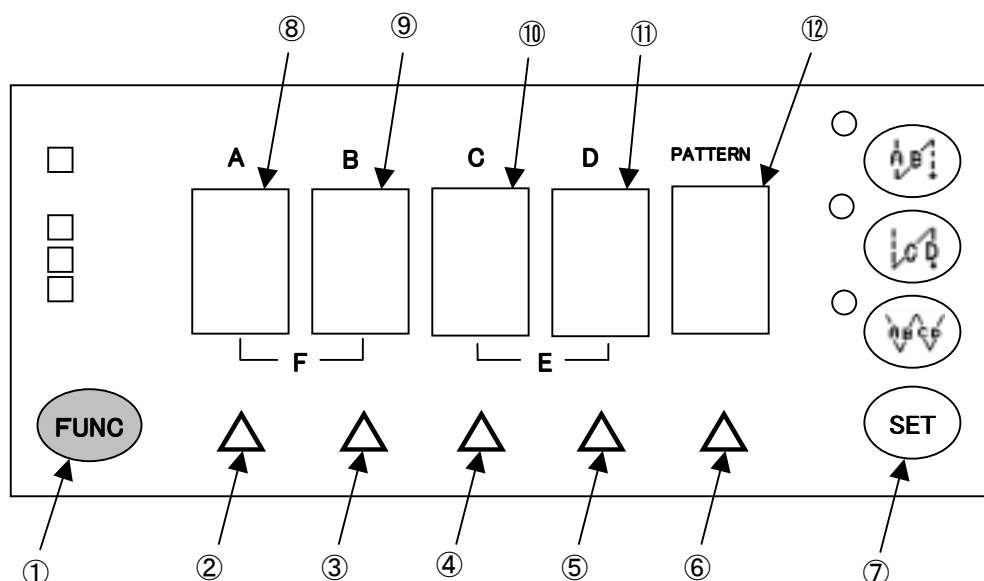 ⑧ ⑨ ⑩ ⑪ ⑫
A B C D PATTERN
A B
C D
A B C D
F E
FUNC SET
① ② ③ ④ ⑤ ⑥ ⑦